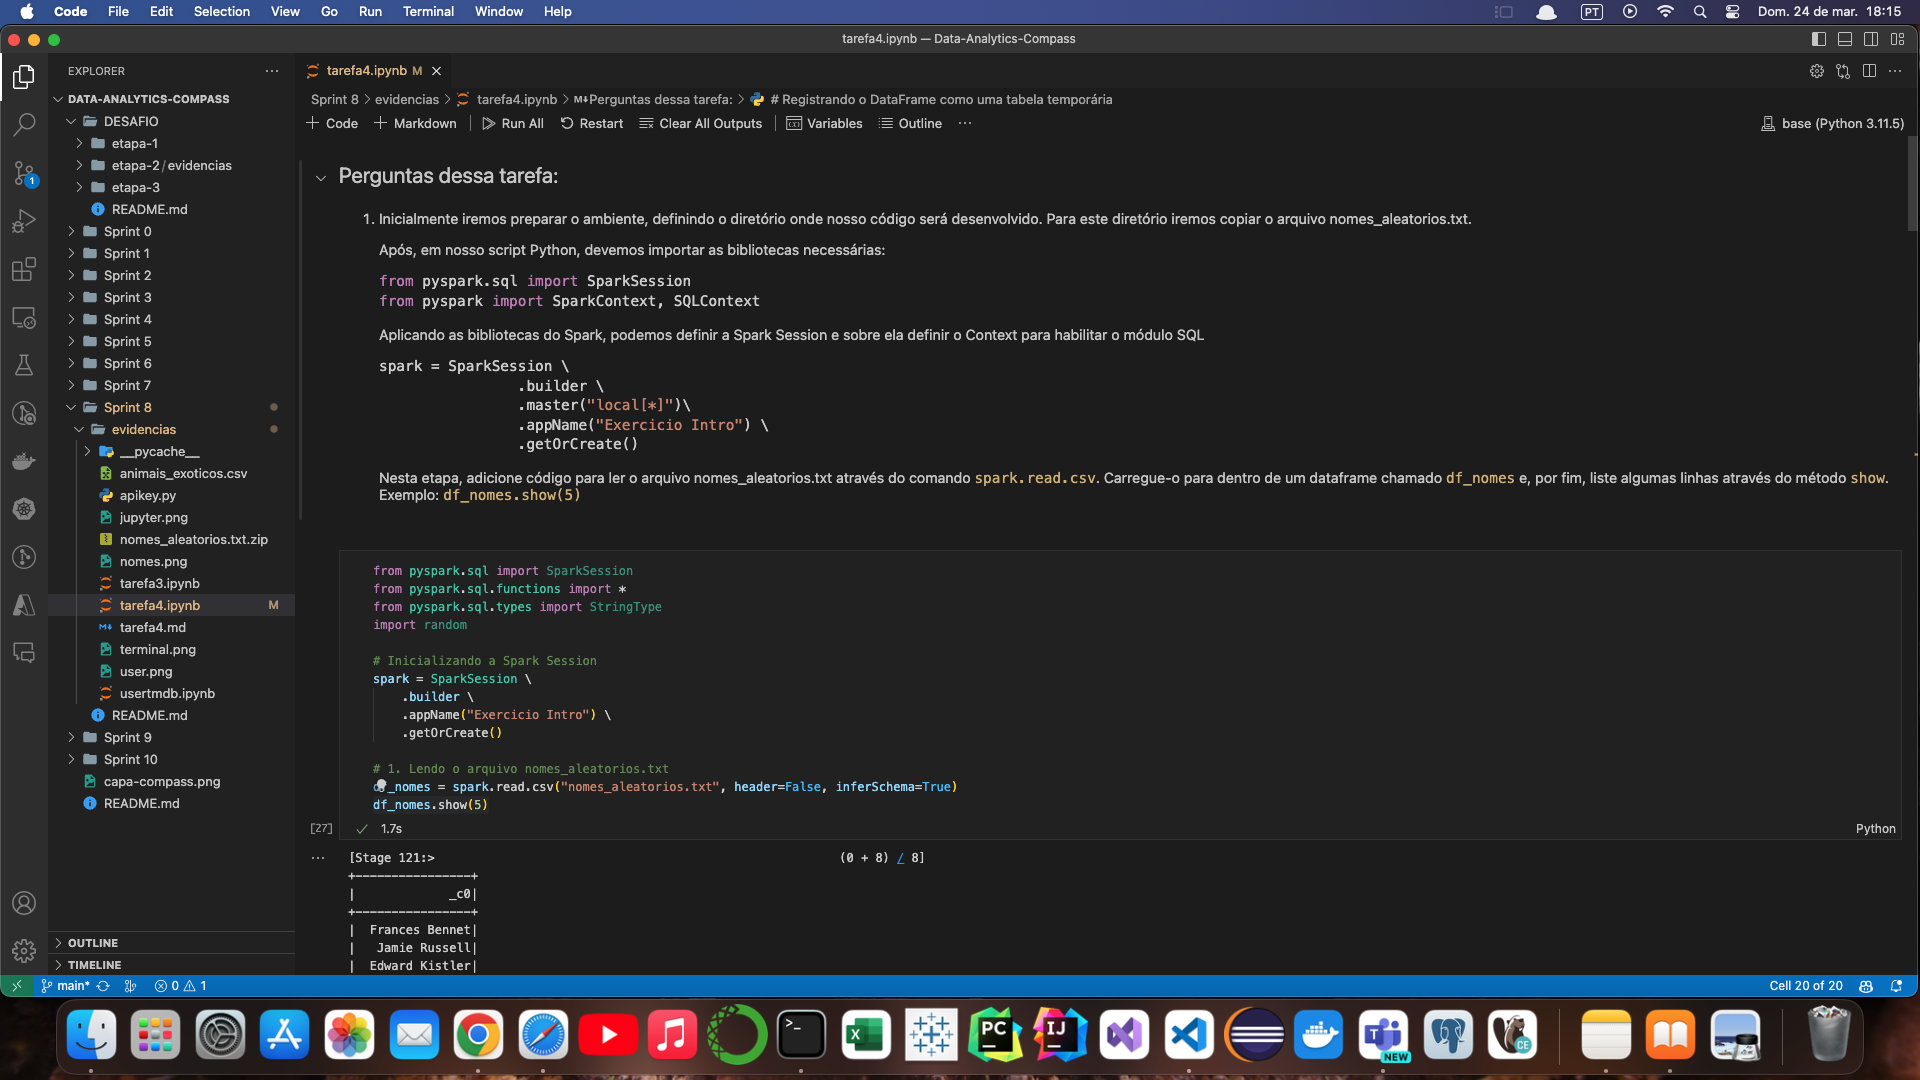 Code File Edit Selection View Go Run Terminal Window Help
PT Dom. 24 de mar. 18:15
tarefa4.ipynb — Data-Analytics-Compass
EXPLORER
DATA-ANALYTICS-COMPASS
DESAFIO
etapa-1
etapa-2/evidencias
etapa-3
README.md
Sprint 0
Sprint 1
Sprint 2
Sprint 3
Sprint 4
Sprint 5
Sprint 6
Sprint 7
Sprint 8
evidencias
__pycache__
animais_exoticos.csv
apikey.py
jupyter.png
nomes_aleatorios.txt.zip
nomes.png
tarefa3.ipynb
tarefa4.ipynb M
tarefa4.md
terminal.png
user.png
usertmdb.ipynb
README.md
Sprint 9
Sprint 10
capa-compass.png
README.md
OUTLINE
TIMELINE
tarefa4.ipynb M
Sprint 8 > evidencias > tarefa4.ipynb > M↓Perguntas dessa tarefa: > # Registrando o DataFrame como uma tabela temporária
+ Code + Markdown Run All Restart Clear All Outputs Variables Outline ···
base (Python 3.11.5)
Perguntas dessa tarefa:
1. Inicialmente iremos preparar o ambiente, definindo o diretório onde nosso código será desenvolvido. Para este diretório iremos copiar o arquivo nomes_aleatorios.txt.
Após, em nosso script Python, devemos importar as bibliotecas necessárias:
from pyspark.sql import SparkSession
from pyspark import SparkContext, SQLContext
Aplicando as bibliotecas do Spark, podemos definir a Spark Session e sobre ela definir o Context para habilitar o módulo SQL
spark = SparkSession \
.builder \
.master("local[*]")\
.appName("Exercicio Intro") \
.getOrCreate()
Nesta etapa, adicione código para ler o arquivo nomes_aleatorios.txt através do comando spark.read.csv. Carregue-o para dentro de um dataframe chamado df_nomes e, por fim, liste algumas linhas através do método show.
Exemplo: df_nomes.show(5)
from pyspark.sql import SparkSession
from pyspark.sql.functions import *
from pyspark.sql.types import StringType
import random
# Inicializando a Spark Session
spark = SparkSession \
.builder \
.appName("Exercicio Intro") \
.getOrCreate()
# 1. Lendo o arquivo nomes_aleatorios.txt
df_nomes = spark.read.csv("nomes_aleatorios.txt", header=False, inferSchema=True)
df_nomes.show(5)
[27] ✓ 1.7s
Python
··· [Stage 121:> (0 + 8) / 8]
+----------------+
| _c0|
+----------------+
| Frances Bennet|
| Jamie Russell|
| Edward Kistler|
main* 0 1
Cell 20 of 20
1
PC
IJ
NEW
CE